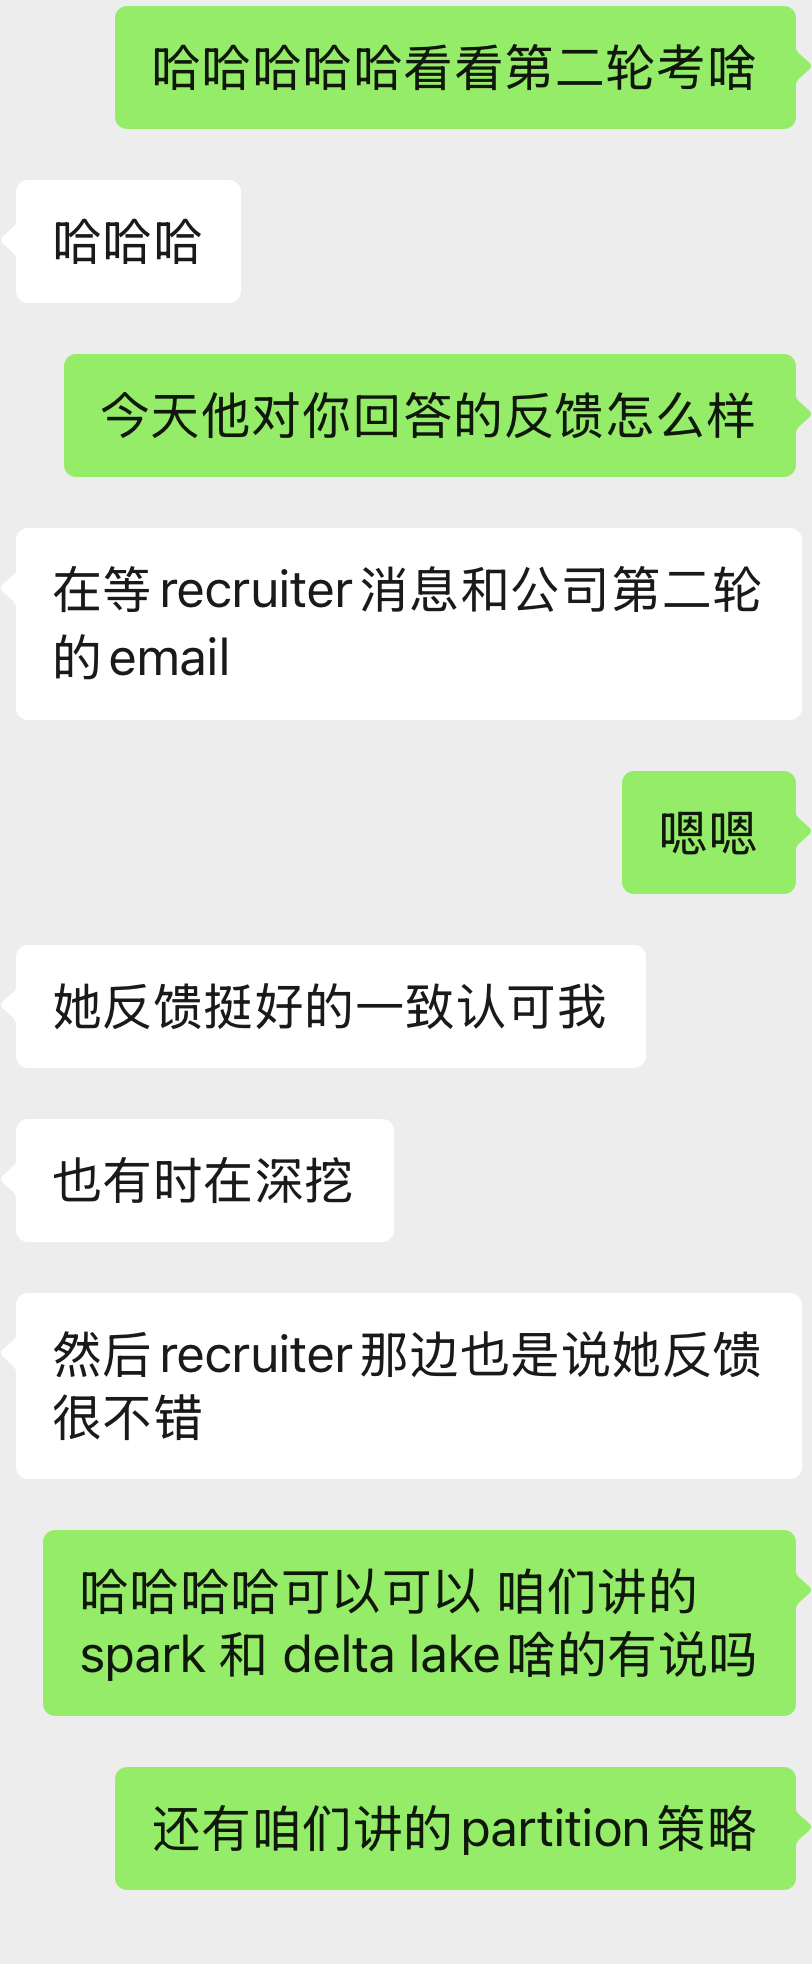 哈哈哈哈哈看看第二轮考啥
哈哈哈
今天他对你回答的反馈怎么样
在等recruiter消息和公司第二轮
的email
嗯嗯
她反馈挺好的一致认可我
也有时在深挖
然后recruiter那边也是说她反馈
很不错
哈哈哈哈可以可以 咱们讲的
spark 和 delta lake啥的有说吗
还有咱们讲的partition策略